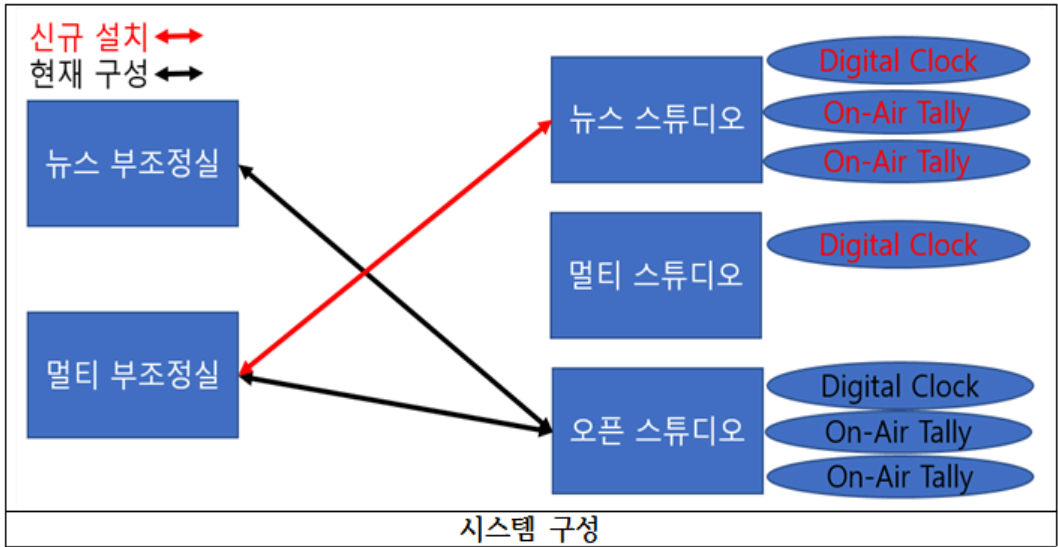 신규 설치
현재 구성
뉴스 부조정실
멀티 부조정실
뉴스 스튜디오
Digital Clock
On-Air Tally
On-Air Tally
멀티 스튜디오
Digital Clock
오픈 스튜디오
Digital Clock
On-Air Tally
On-Air Tally
시스템 구성